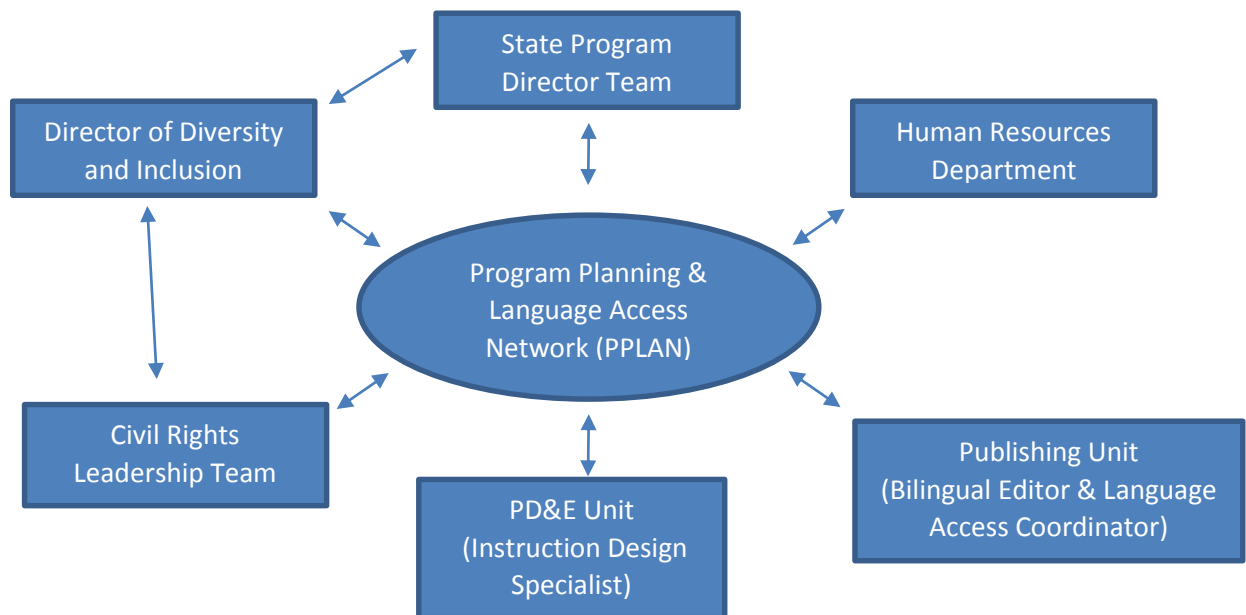 State Program
Director Team
Director of Diversity
and Inclusion
Human Resources
Department
Program Planning &
Language Access
Network (PPLAN)
Civil Rights
Leadership Team
PD&E Unit
(Instruction Design
Specialist)
Publishing Unit
(Bilingual Editor & Language
Access Coordinator)